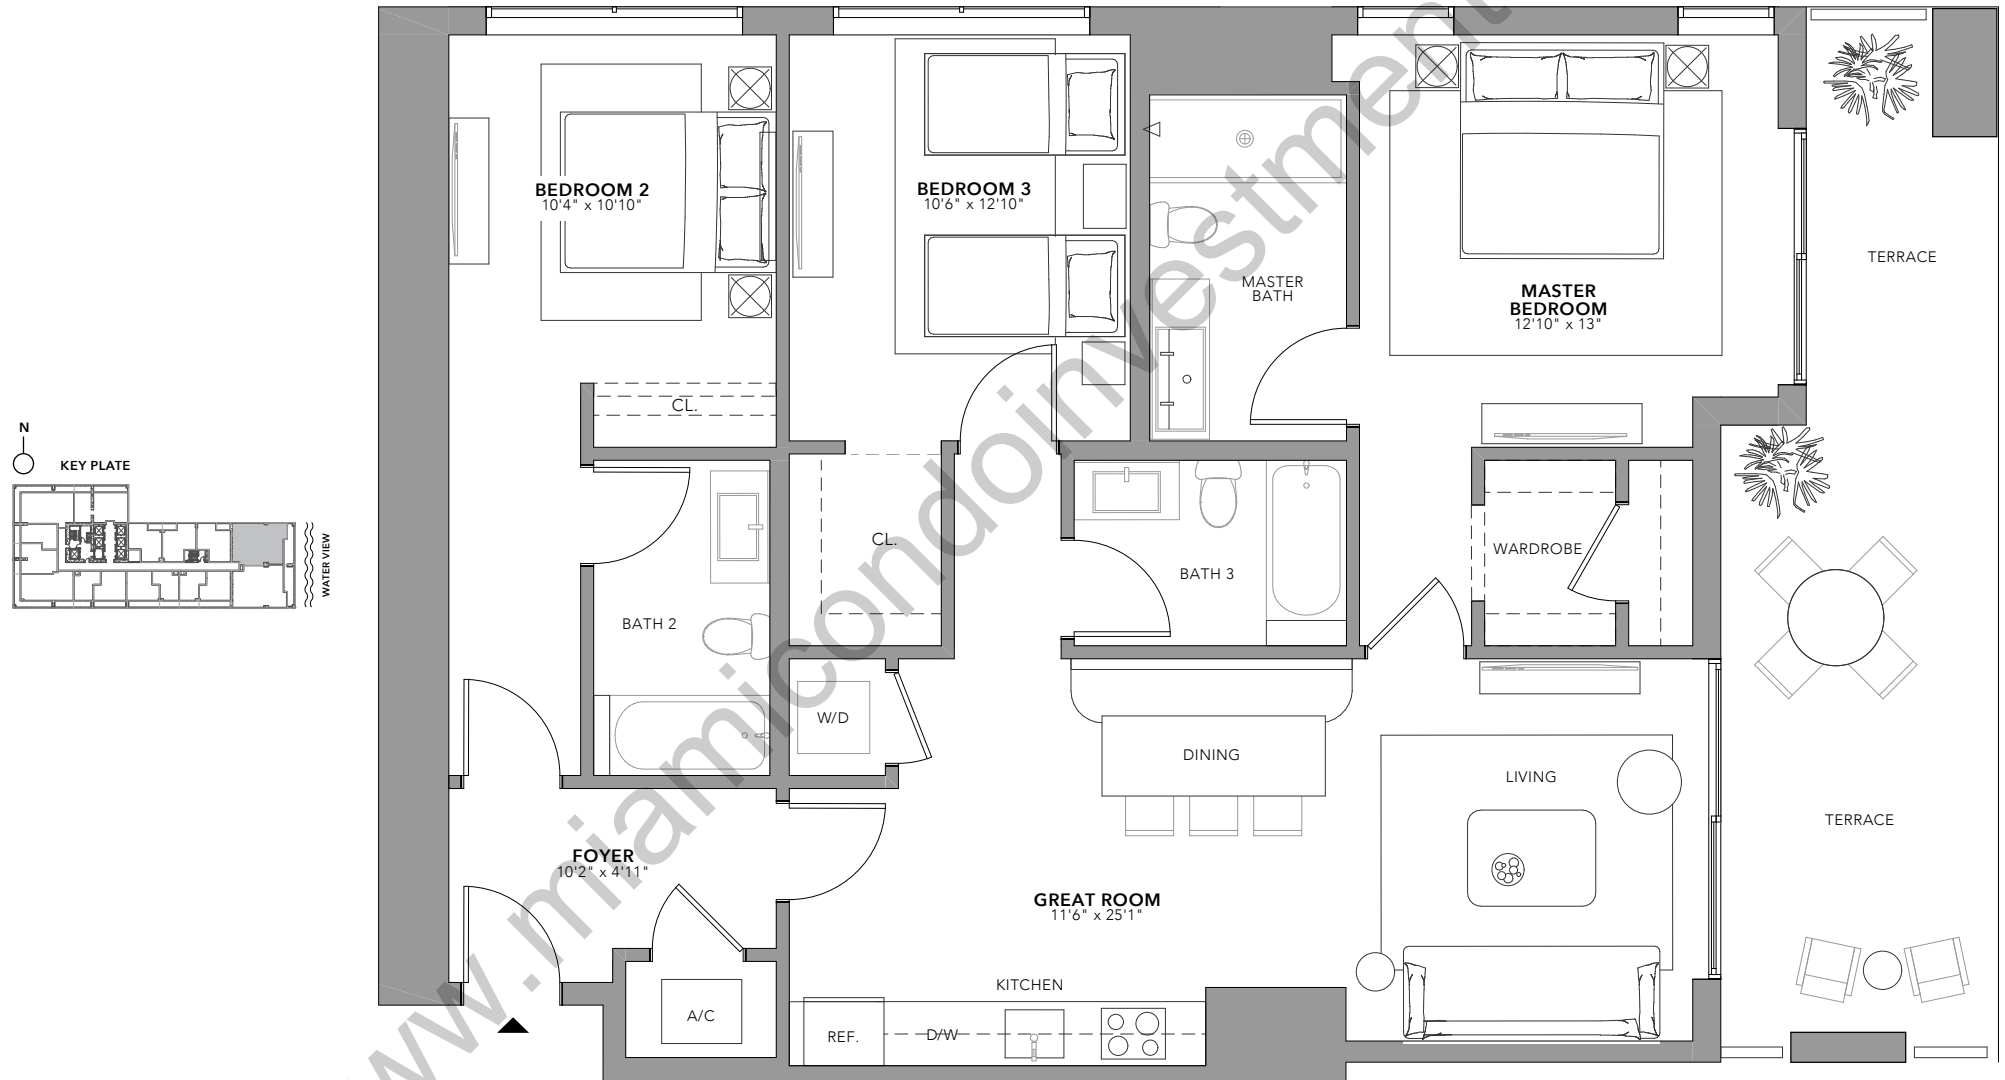 BEDROOM 2
10'4" x 10'10"
BEDROOM 3
10'6" x 12'10"
MASTER
BATH
MASTER
BEDROOM
12'10" x 13"
TERRACE
CL.
N
KEY PLATE
WATER VIEW
CL.
WARDROBE
BATH 3
BATH 2
W/D
DINING
LIVING
TERRACE
FOYER
10'2" x 4'11"
GREAT ROOM
11'6" x 25'1"
KITCHEN
A/C
REF.
D/W
www.miamicondoinvestment